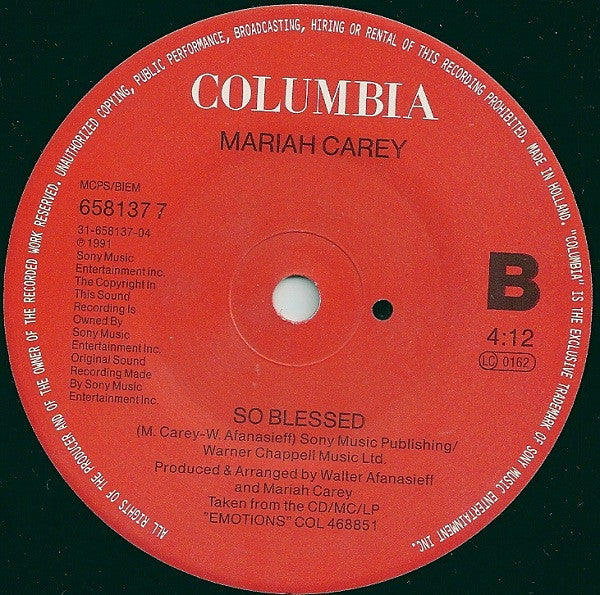 ALL RIGHTS OF THE PRODUCER AND OF THE OWNER OF THE RECORDED WORK RESERVED. UNAUTHORIZED COPYING, PUBLIC PERFORMANCE, BROADCASTING, HIRING OR RENTAL OF THIS RECORDING PROHIBITED. MADE IN HOLLAND. "COLUMBIA" IS THE EXCLUSIVE TRADEMARK OF SONY MUSIC ENTERTAINMENT INC.
COLUMBIA
MARIAH CAREY
MCPS/BIEM
658137 7
31-658137-04
℗ 1991
Sony Music
Entertainment Inc.
The Copyright In
This Sound
Recording Is
Owned By
Sony Music
Entertainment Inc.
Original Sound
Recording Made
By Sony Music
Entertainment Inc.
B
4:12
LC 0162
SO BLESSED
(M. Carey-W. Afanasieff) Sony Music Publishing/
Warner Chappell Music Ltd.
Produced & Arranged by Walter Afanasieff
and Mariah Carey
Taken from the CD/MC/LP
"EMOTIONS" COL 468851